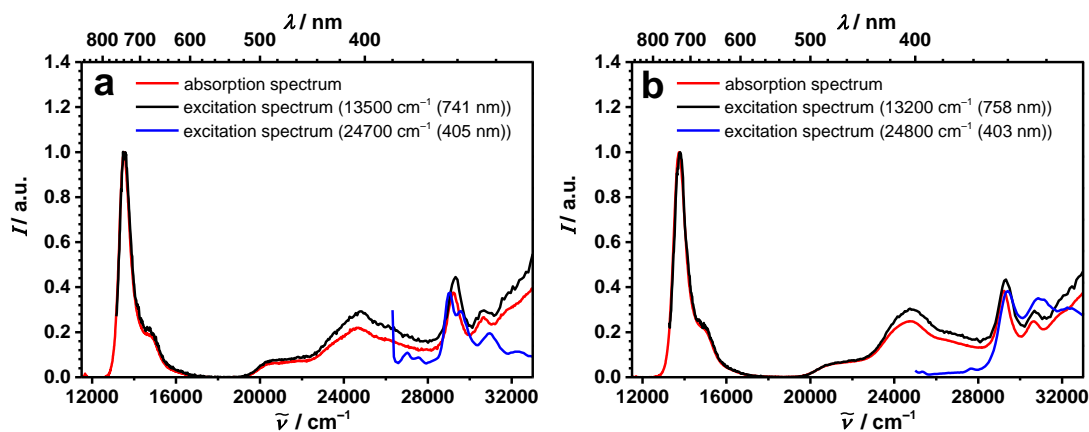 λ / nm
800 700 600 500 400
a
absorption spectrum
excitation spectrum (13500 cm⁻¹ (741 nm))
excitation spectrum (24700 cm⁻¹ (405 nm))
I / a.u.
1.4
1.2
1.0
0.8
0.6
0.4
0.2
0.0
12000 16000 20000 24000 28000 32000
ν̃ / cm⁻¹
λ / nm
800 700 600 500 400
b
absorption spectrum
excitation spectrum (13200 cm⁻¹ (758 nm))
excitation spectrum (24800 cm⁻¹ (403 nm))
I / a.u.
1.4
1.2
1.0
0.8
0.6
0.4
0.2
0.0
12000 16000 20000 24000 28000 32000
ν̃ / cm⁻¹